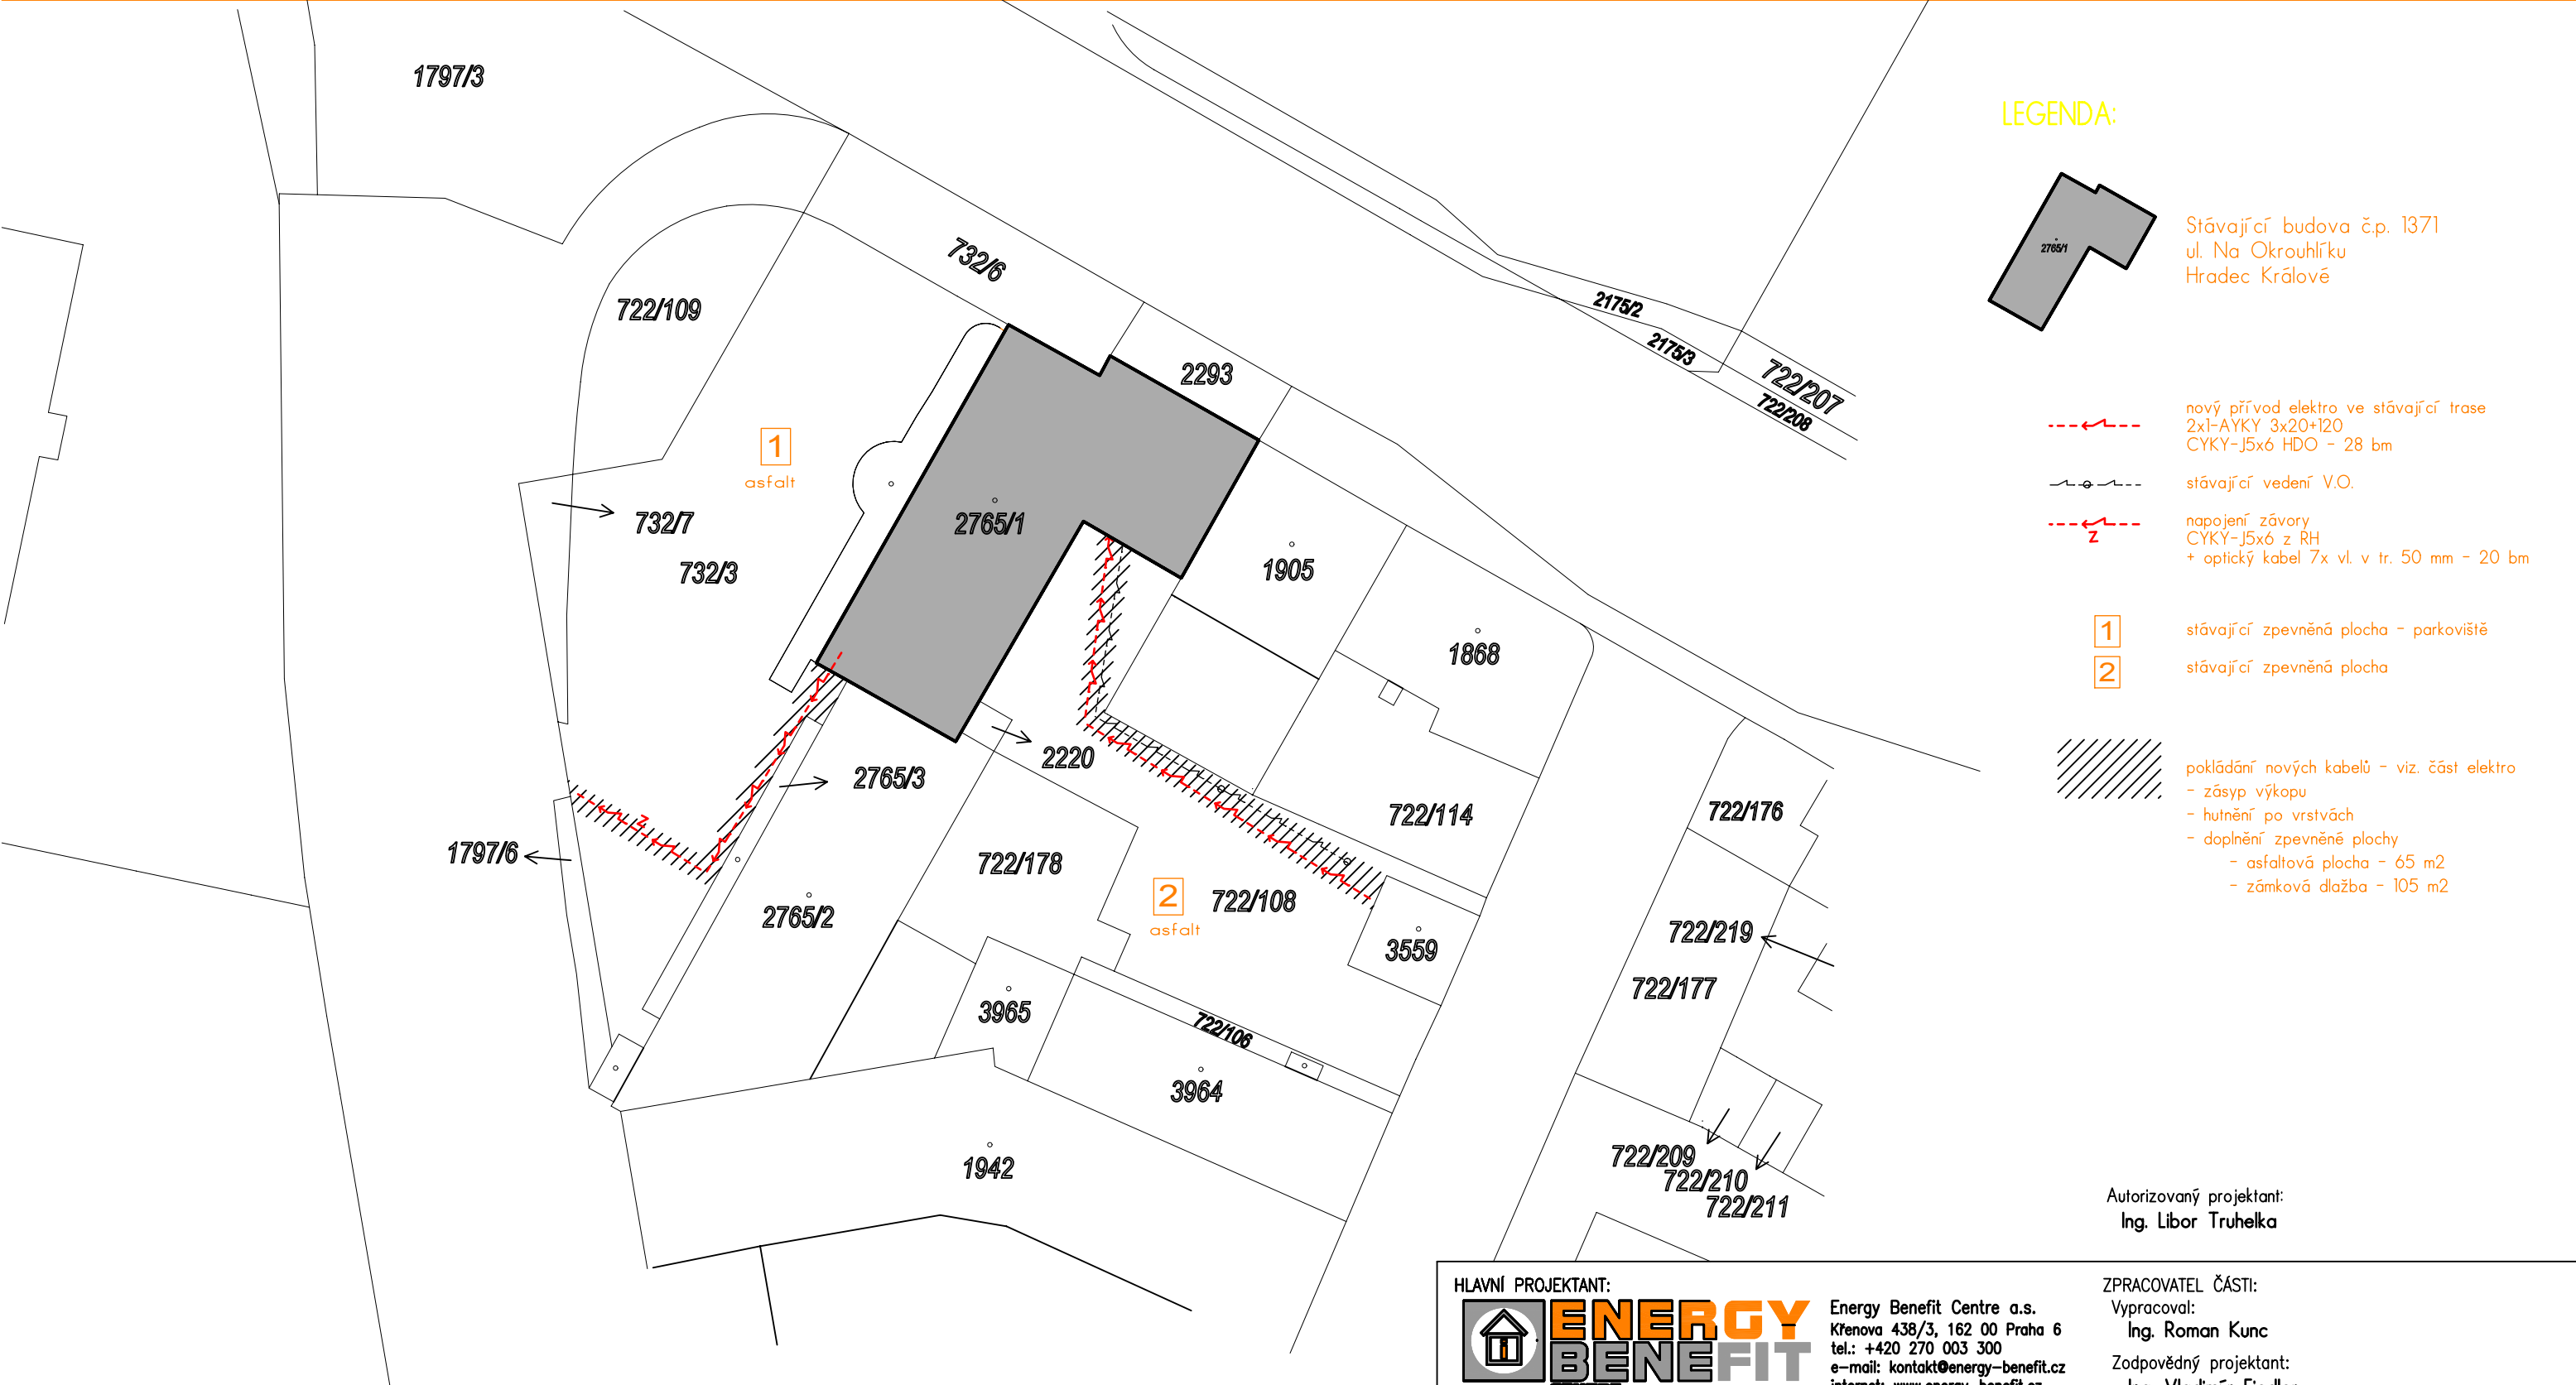 1797/3
722/109
732/6
2293
2175/2
2175/3
722/207
722/208
1
asfalt
732/7
732/3
2765/1
1905
1868
2220
2765/3
722/114
722/176
1797/6
722/178
2
asfalt
722/108
2765/2
3559
722/219
722/177
3965
722/106
3964
1942
722/209
722/210
722/211
Z
LEGENDA:
2765/1
Stávající budova č.p. 1371
ul. Na Okrouhlíku
Hradec Králové
nový přívod elektro ve stávající trase
2x1-AYKY 3x20+120
CYKY-J5x6 HDO - 28 bm
stávající vedení V.O.
Z
napojení závory
CYKY-J5x6 z RH
+ optický kabel 7x vl. v tr. 50 mm - 20 bm
1
stávající zpevněná plocha - parkoviště
2
stávající zpevněná plocha
pokládání nových kabelů - viz. část elektro
- zásyp výkopu
- hutnění po vrstvách
- doplnění zpevněné plochy
- asfaltová plocha - 65 m2
- zámková dlažba - 105 m2
Autorizovaný projektant:
Ing. Libor Truhelka
HLAVNÍ PROJEKTANT:
ENERGY
BENEFIT
Energy Benefit Centre a.s.
Křenova 438/3, 162 00 Praha 6
tel.: +420 270 003 300
e-mail: kontakt@energy-benefit.cz
internet: www.energy-benefit.cz
ZPRACOVATEL ČÁSTI:
Vypracoval:
Ing. Roman Kunc
Zodpovědný projektant:
Ing. Vladimír Fiedler